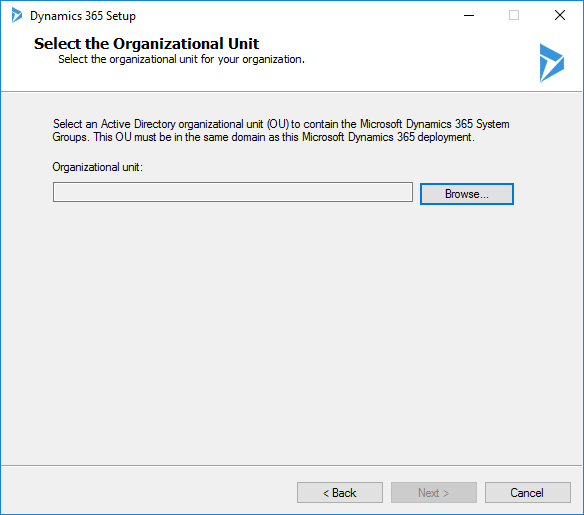 Dynamics 365 Setup
Select the Organizational Unit
Select the organizational unit for your organization.
Select an Active Directory organizational unit (OU) to contain the Microsoft Dynamics 365 System
Groups. This OU must be in the same domain as this Microsoft Dynamics 365 deployment.
Organizational unit:
Browse...
< Back
Next >
Cancel